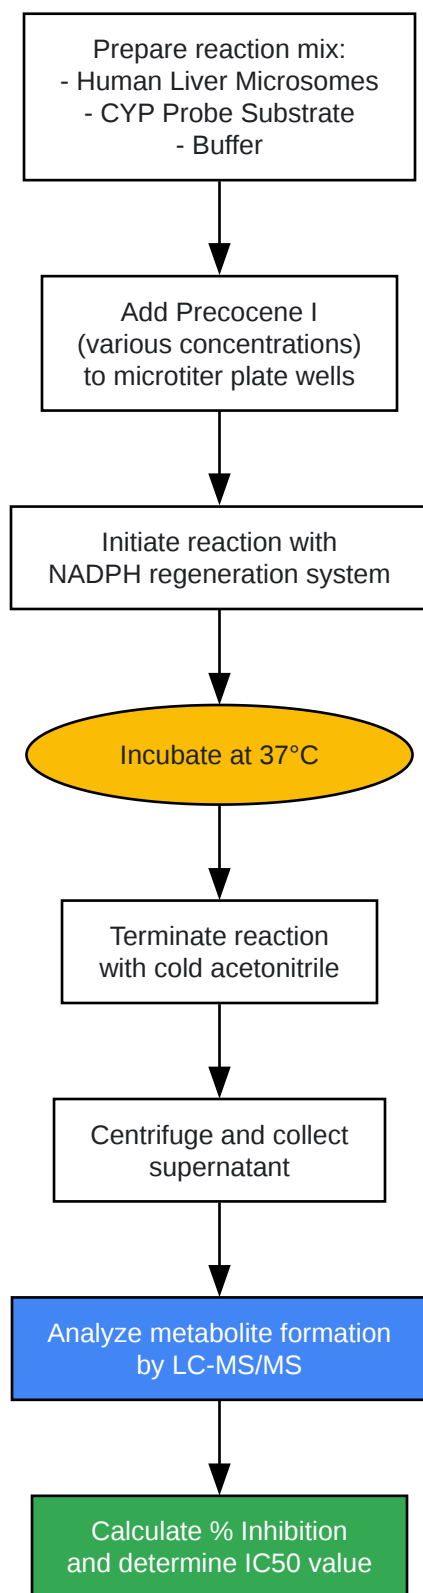 Prepare reaction mix:
- Human Liver Microsomes
- CYP Probe Substrate
- Buffer
Add Precocene I
(various concentrations)
to microtiter plate wells
Initiate reaction with
NADPH regeneration system
Incubate at 37°C
Terminate reaction
with cold acetonitrile
Centrifuge and collect
supernatant
Analyze metabolite formation
by LC-MS/MS
Calculate % Inhibition
and determine IC50 value